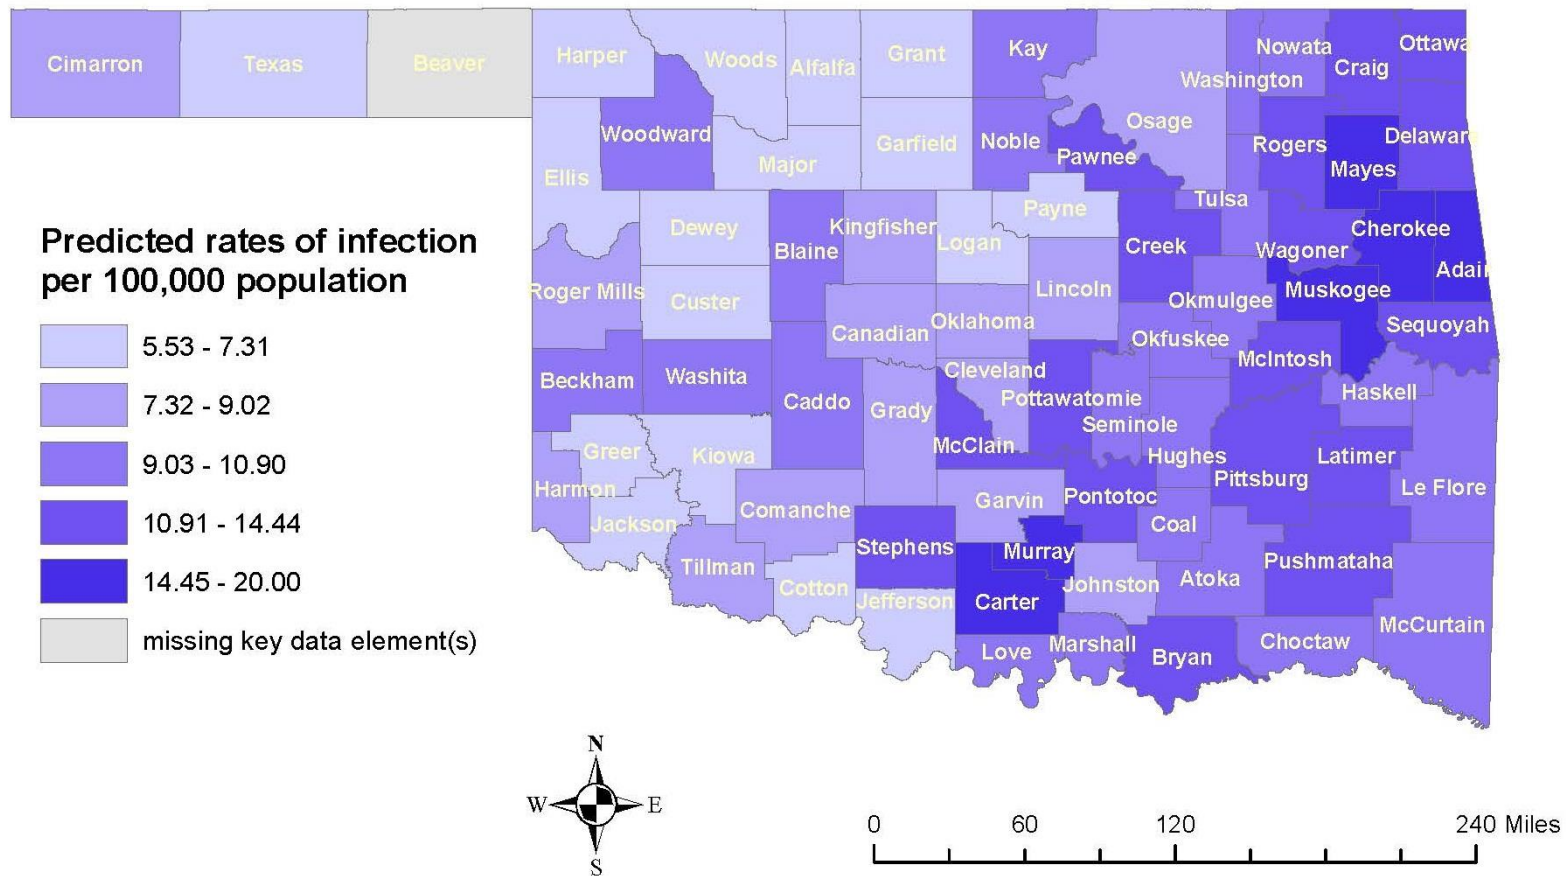 Cimarron
Texas
Beaver
Harper
Woods
Alfalfa
Grant
Kay
Nowata
Ottawa
Craig
Washington
Osage
Woodward
Ellis
Major
Garfield
Noble
Pawnee
Rogers
Delaware
Mayes
Tulsa
Dewey
Blaine
Kingfisher
Logan
Payne
Creek
Wagoner
Cherokee
Adair
Predicted rates of infection
per 100,000 population
5.53 - 7.31
7.32 - 9.02
9.03 - 10.90
10.91 - 14.44
14.45 - 20.00
missing key data element(s)
Roger Mills
Custer
Canadian
Oklahoma
Lincoln
Okmulgee
Muskogee
Okfuskee
Sequoyah
McIntosh
Beckham
Washita
Caddo
Grady
Cleveland
Pottawatomie
Seminole
Haskell
Greer
Kiowa
McClain
Hughes
Pittsburg
Latimer
Le Flore
Harmon
Jackson
Comanche
Garvin
Pontotoc
Coal
Tillman
Stephens
Murray
Johnston
Atoka
Pushmataha
Cotton
Jefferson
Carter
Love
Marshall
Bryan
Choctaw
McCurtain
N
W
E
S
0
60
120
240 Miles